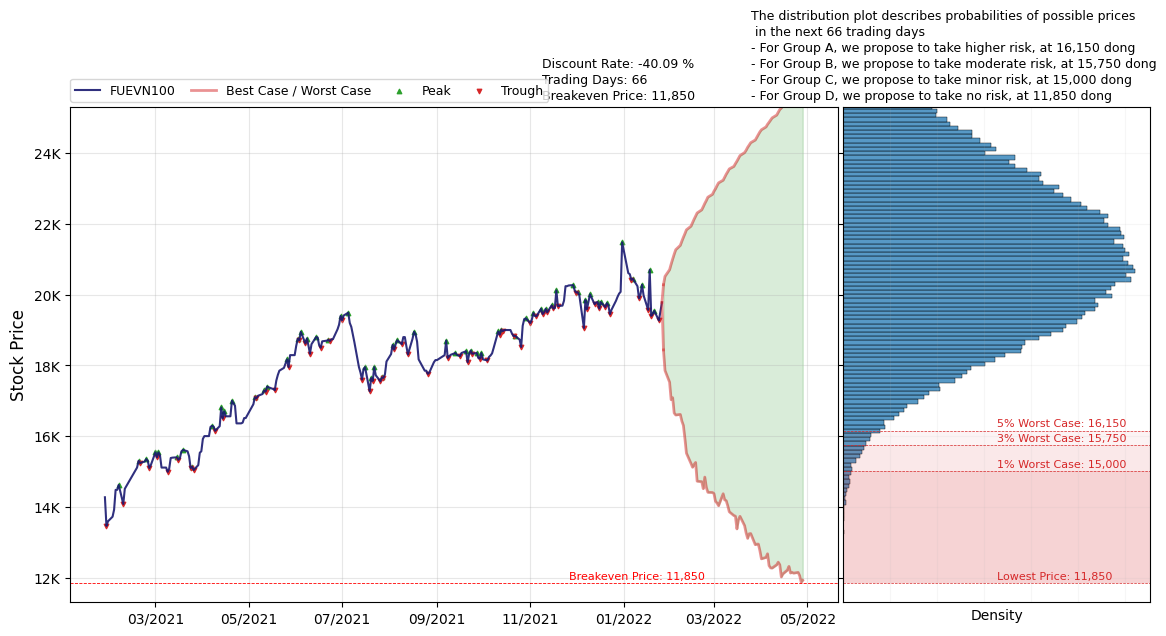 The distribution plot describes probabilities of possible prices
in the next 66 trading days
- For Group A, we propose to take higher risk, at 16,150 dong
- For Group B, we propose to take moderate risk, at 15,750 dong
- For Group C, we propose to take minor risk, at 15,000 dong
- For Group D, we propose to take no risk, at 11,850 dong
Discount Rate: -40.09 %
Trading Days: 66
Breakeven Price: 11,850
FUEVN100
Best Case / Worst Case
Peak
Trough
Stock Price
24K
22K
20K
18K
16K
14K
12K
Breakeven Price: 11,850
03/2021
05/2021
07/2021
09/2021
11/2021
01/2022
03/2022
05/2022
5% Worst Case: 16,150
3% Worst Case: 15,750
1% Worst Case: 15,000
Lowest Price: 11,850
Density